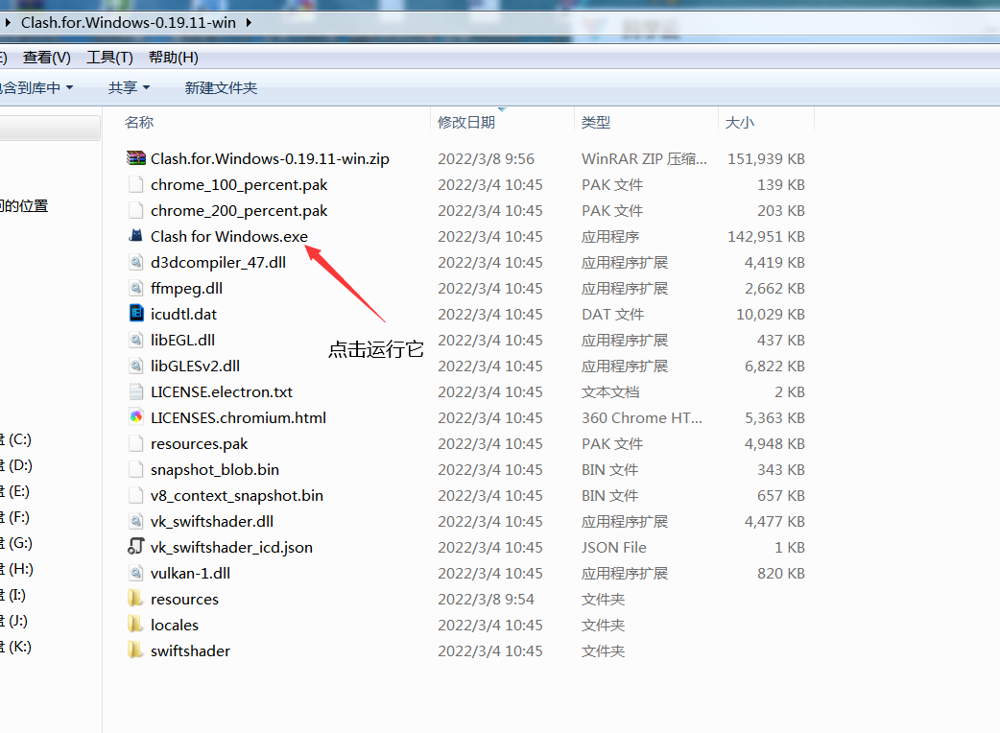 Clash.for.Windows-0.19.11-win
查看(V) 工具(T) 帮助(H)
含到库中 共享 新建文件夹
名称 修改日期 类型 大小
Clash.for.Windows-0.19.11-win.zip 2022/3/8 9:56 WinRAR ZIP 压缩... 151,939 KB
chrome_100_percent.pak 2022/3/4 10:45 PAK 文件 139 KB
的位置
chrome_200_percent.pak 2022/3/4 10:45 PAK 文件 203 KB
Clash for Windows.exe 2022/3/4 10:45 应用程序 142,951 KB
d3dcompiler_47.dll 2022/3/4 10:45 应用程序扩展 4,419 KB
ffmpeg.dll 2022/3/4 10:45 应用程序扩展 2,662 KB
icudtl.dat 2022/3/4 10:45 DAT 文件 10,029 KB
libEGL.dll 2022/3/4 10:45 应用程序扩展 437 KB
点击运行它
libGLESv2.dll 2022/3/4 10:45 应用程序扩展 6,822 KB
LICENSE.electron.txt 2022/3/4 10:45 文本文档 2 KB
LICENSES.chromium.html 2022/3/4 10:45 360 Chrome HT... 5,363 KB
(C:) resources.pak 2022/3/4 10:45 PAK 文件 4,948 KB
(D:) snapshot_blob.bin 2022/3/4 10:45 BIN 文件 343 KB
(E:) v8_context_snapshot.bin 2022/3/4 10:45 BIN 文件 657 KB
(F:) vk_swiftshader.dll 2022/3/4 10:45 应用程序扩展 4,477 KB
(G:) vk_swiftshader_icd.json 2022/3/4 10:45 JSON File 1 KB
(H:) vulkan-1.dll 2022/3/4 10:45 应用程序扩展 820 KB
(I:) resources 2022/3/8 9:54 文件夹
(J:) locales 2022/3/4 10:45 文件夹
(K:) swiftshader 2022/3/4 10:45 文件夹